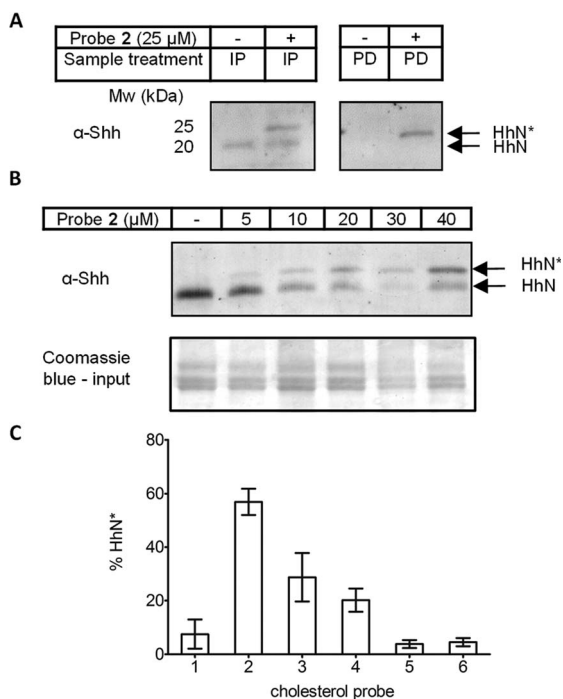 A
Probe 2 (25 μM) - + - +
Sample treatment IP IP PD PD
Mw (kDa)
α-Shh 25 HhN*
20 HhN
B
Probe 2 (μM) - 5 10 20 30 40
α-Shh HhN*
HhN
Coomassie
blue - input
C
80
60
40
20
0
% HhN*
1 2 3 4 5 6
cholesterol probe